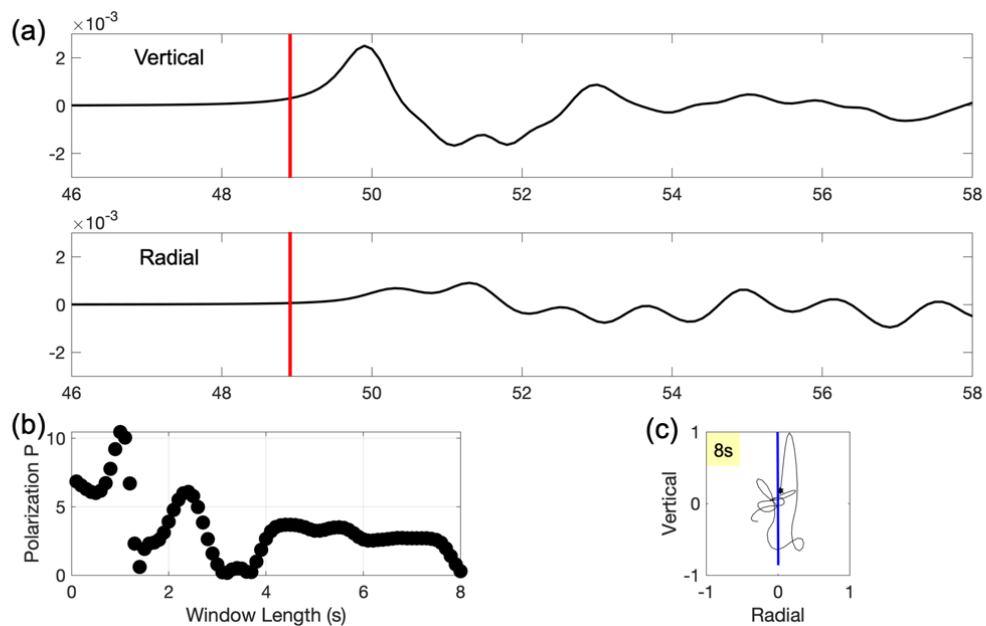 (a)
×10⁻³
Vertical
2
0
-2
46 48 50 52 54 56 58
×10⁻³
Radial
2
0
-2
46 48 50 52 54 56 58
(b)
Polarization P
10
5
0
0 2 4 6 8
Window Length (s)
(c)
8s
Vertical
1
0
-1
-1 0 1
Radial